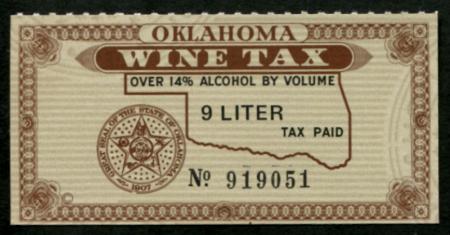 OKLAHOMA
WINE TAX
OVER 14% ALCOHOL BY VOLUME
9 LITER
TAX PAID
GREAT SEAL OF THE STATE OF OKLAHOMA
1907
No 919051